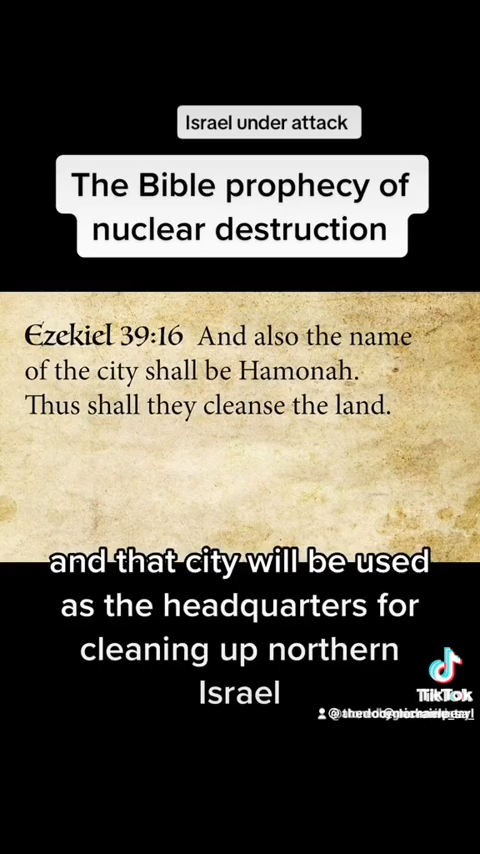 Israel under attack
The Bible prophecy of
nuclear destruction
Ezekiel 39:16 And also the name
of the city shall be Hamonah.
Thus shall they cleanse the land.
and that city will be used
as the headquarters for
cleaning up northern
Israel
TikTok